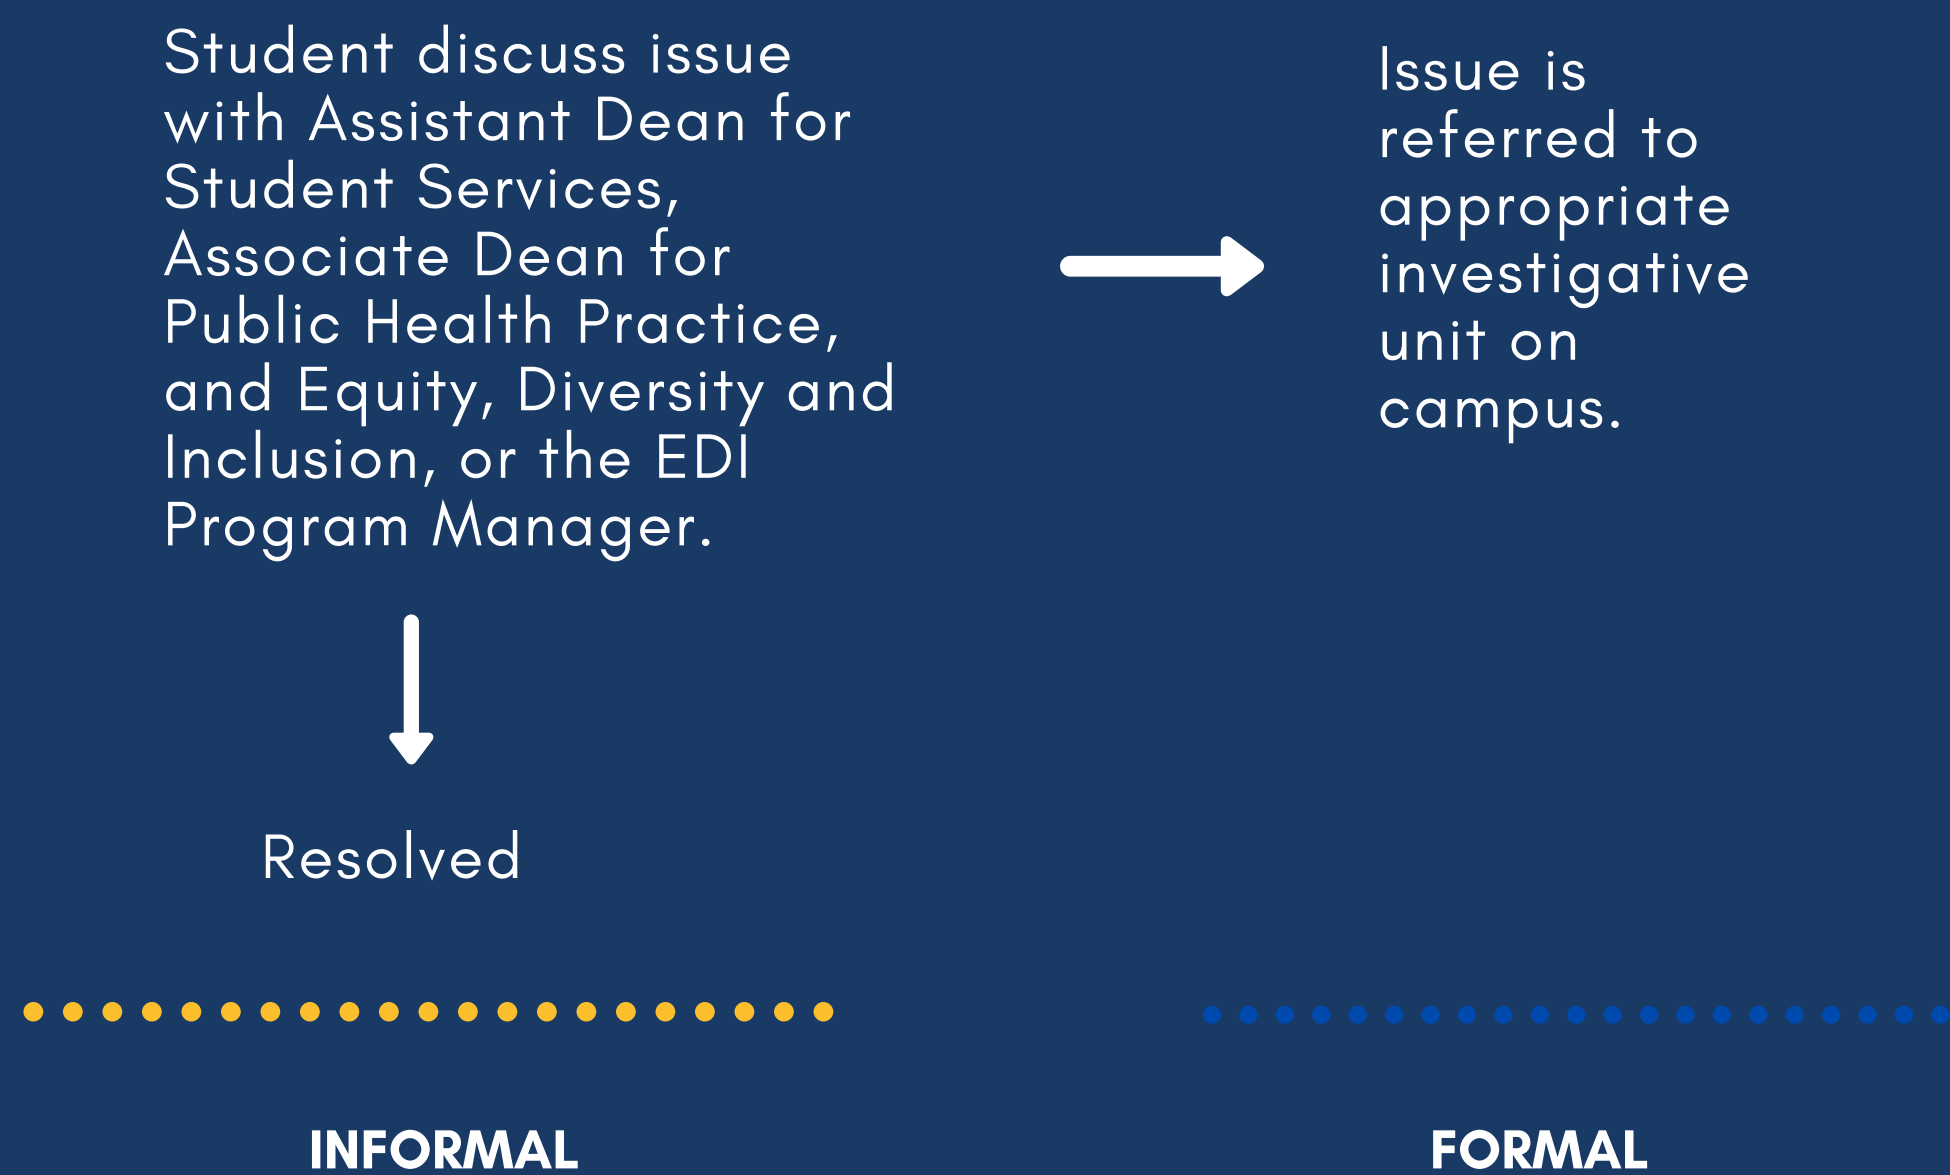 Student discuss issue
with Assistant Dean for
Student Services,
Associate Dean for
Public Health Practice,
and Equity, Diversity and
Inclusion, or the EDI
Program Manager.
Issue is
referred to
appropriate
investigative
unit on
campus.
Resolved
INFORMAL
FORMAL